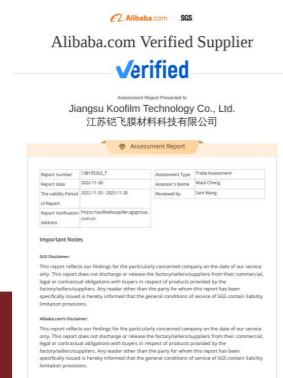 Alibaba.com SGS
Alibaba.com Verified Supplier
Verified
Assessment Report Presented to
Jiangsu Koofilm Technology Co., Ltd.
江苏铠飞膜材料科技有限公司
Assessment Report
Report number 138195263_T Assessment Type Trade Assessment
Report date 2022-11-28 Assessor's Name Mack Cheng
The validity Period of Report 2022-11-29 - 2023-11-28 Reviewed by Sam Wong
Report Verification Address
Important Notes
SGS Disclaimer:
This report reflects our findings for the particularly concerned company on the date of our service
only. This report does not discharge or release the factory/sellers/suppliers from their commercial,
legal or contractual obligations with buyers in respect of products provided by the
factory/sellers/suppliers. Any reader other than the party for whom this report has been
specifically issued is hereby informed that the general conditions of service of SGS contain liability
limitation provisions.
Alibaba.com's Disclaimer:
This report reflects our findings for the particularly concerned company on the date of our service
only. This report does not discharge or release the factory/sellers/suppliers from their commercial,
legal or contractual obligations with buyers in respect of products provided by the
factory/sellers/suppliers. Any reader other than the party for whom this report has been
specifically issued is hereby informed that the general conditions of service of SGS contain liability
limitation provisions.